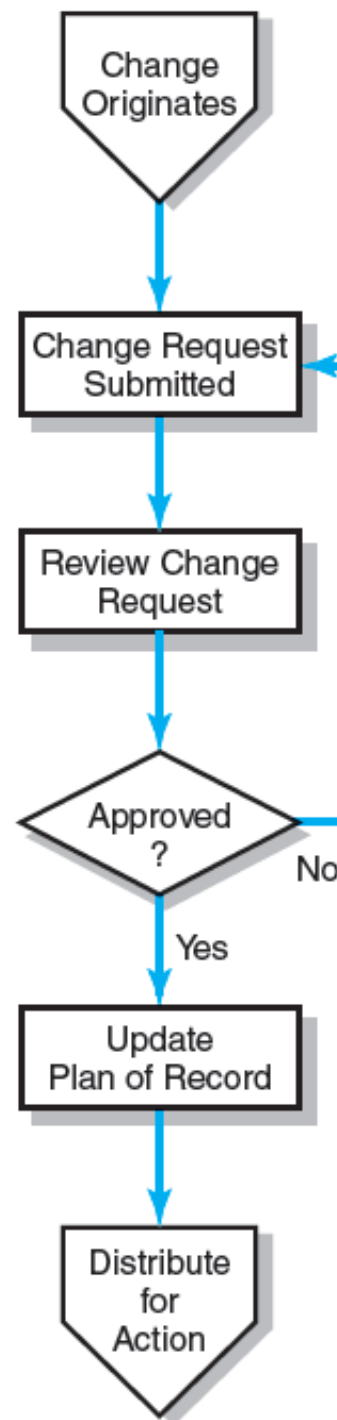 Change
Originates
Change Request
Submitted
Review Change
Request
Approved
?
No
Yes
Update
Plan of Record
Distribute
for
Action